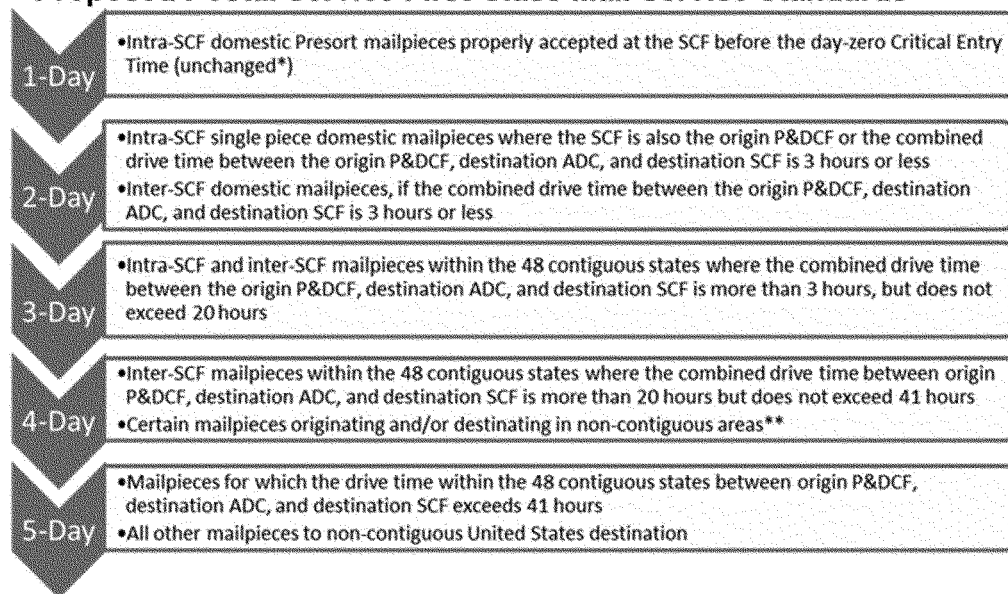 1-Day
•Intra-SCF domestic Presort mailpieces properly accepted at the SCF before the day-zero Critical Entry
Time (unchanged*)
2-Day
•Intra-SCF single piece domestic mailpieces where the SCF is also the origin P&DCF or the combined
drive time between the origin P&DCF, destination ADC, and destination SCF is 3 hours or less
•Inter-SCF domestic mailpieces, if the combined drive time between the origin P&DCF, destination
ADC, and destination SCF is 3 hours or less
3-Day
•Intra-SCF and inter-SCF mailpieces within the 48 contiguous states where the combined drive time
between the origin P&DCF, destination ADC, and destination SCF is more than 3 hours, but does not
exceed 20 hours
4-Day
•Inter-SCF mailpieces within the 48 contiguous states where the combined drive time between origin
P&DCF, destination ADC, and destination SCF is more than 20 hours but does not exceed 41 hours
•Certain mailpieces originating and/or destinating in non-contiguous areas**
5-Day
•Mailpieces for which the drive time within the 48 contiguous states between origin P&DCF,
destination ADC, and destination SCF exceeds 41 hours
•All other mailpieces to non-contiguous United States destination